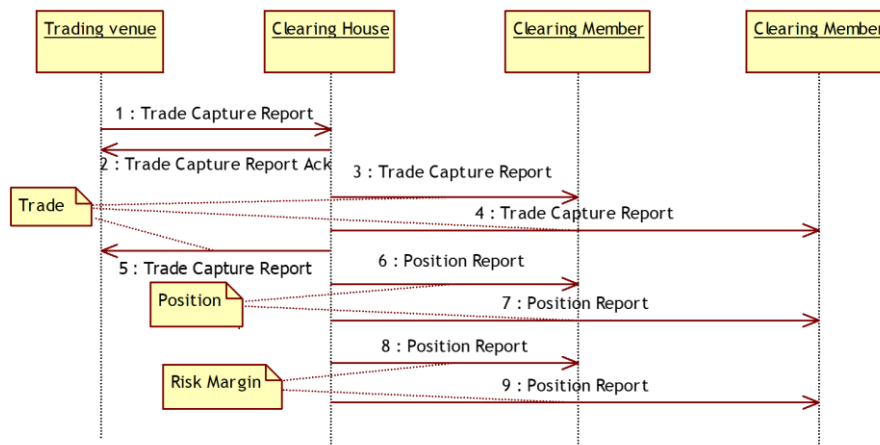 Trading venue
Clearing House
Clearing Member
Clearing Member
1 : Trade Capture Report
2 : Trade Capture Report Ack
3 : Trade Capture Report
Trade
4 : Trade Capture Report
5 : Trade Capture Report
6 : Position Report
Position
7 : Position Report
8 : Position Report
Risk Margin
9 : Position Report